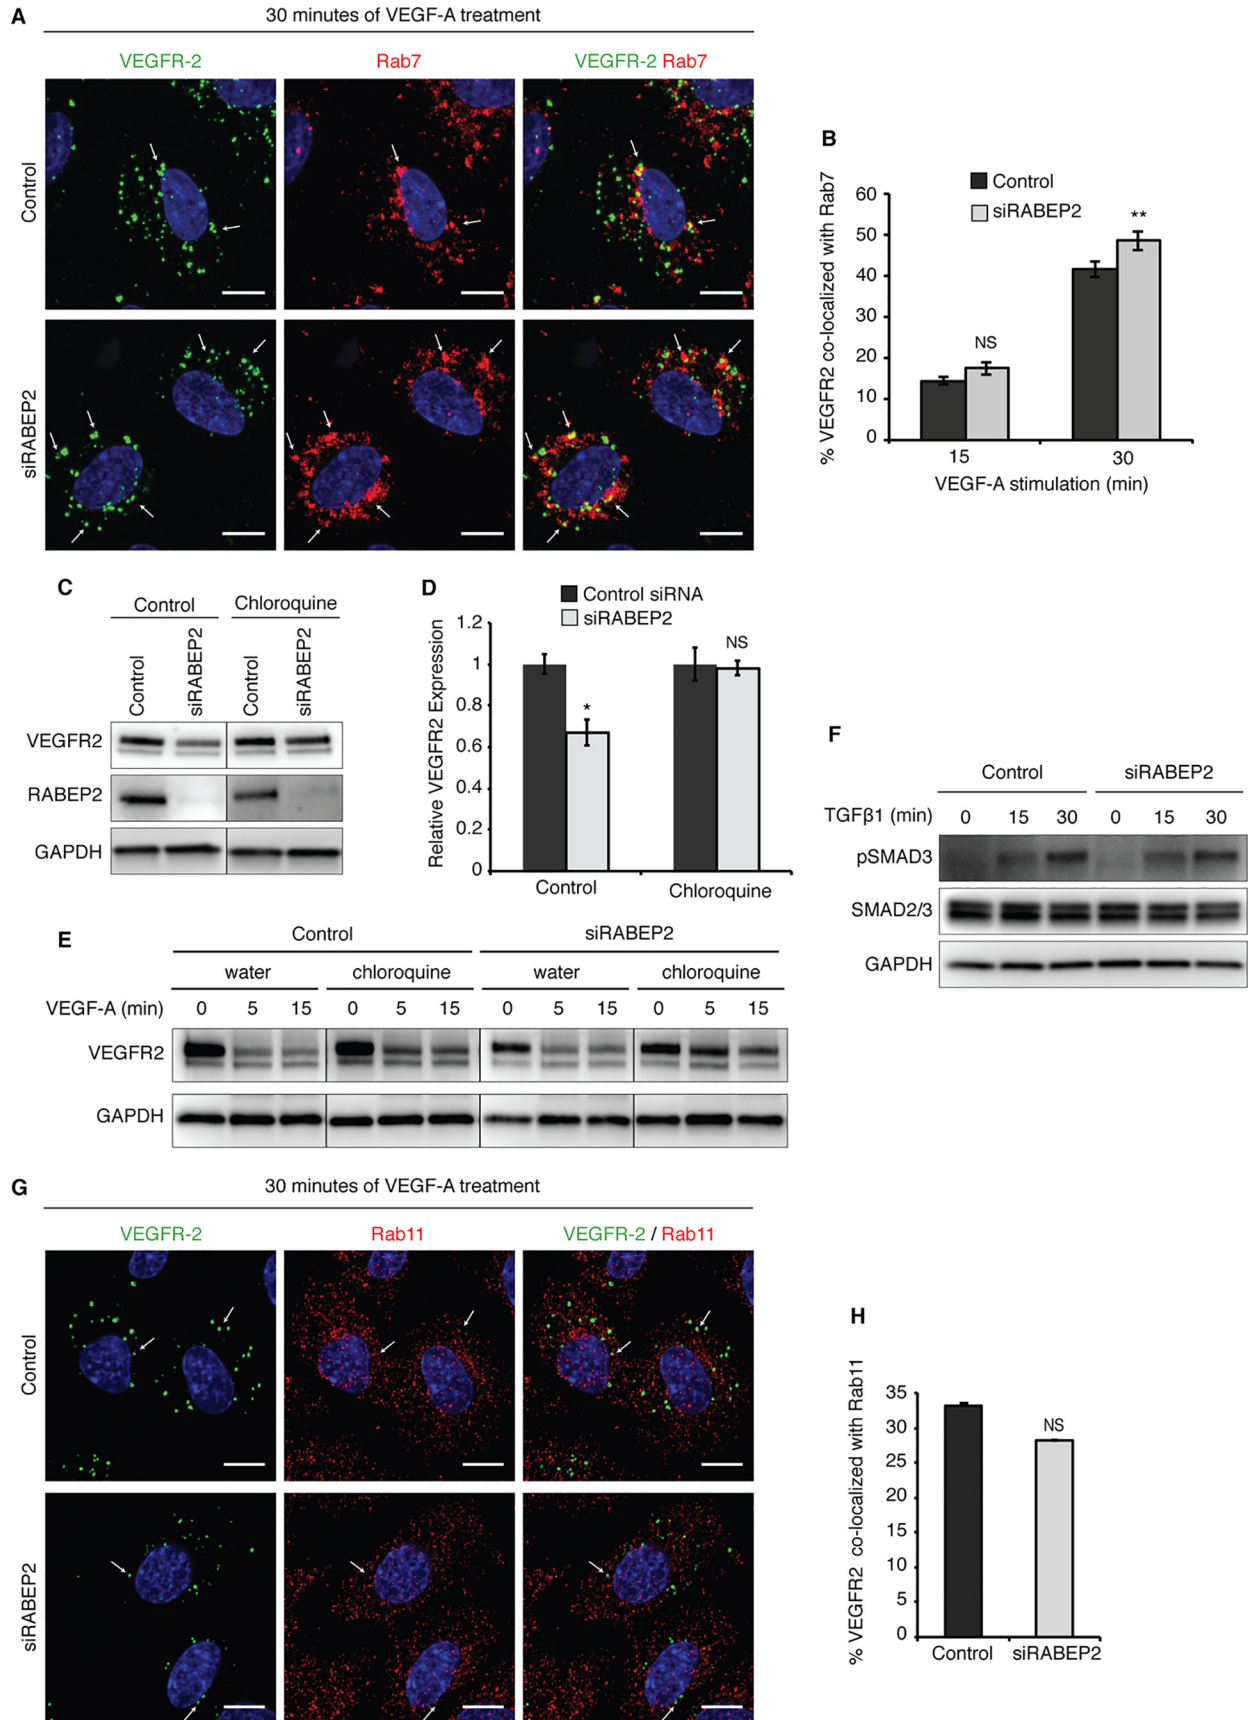 A
30 minutes of VEGF-A treatment
VEGFR-2
Rab7
VEGFR-2 Rab7
Control
siRABEP2
B
Control
siRABEP2
% VEGFR2 co-localized with Rab7
60
50
40
30
20
10
0
NS
**
15
30
VEGF-A stimulation (min)
C
Control
Chloroquine
Control
siRABEP2
Control
siRABEP2
VEGFR2
RABEP2
GAPDH
D
Control siRNA
siRABEP2
Relative VEGFR2 Expression
1.2
1
0.8
0.6
0.4
0.2
0
*
NS
Control
Chloroquine
E
Control
siRABEP2
water
chloroquine
water
chloroquine
VEGF-A (min)
0 5 15 0 5 15 0 5 15 0 5 15
VEGFR2
GAPDH
F
Control
siRABEP2
TGFβ1 (min)
0 15 30 0 15 30
pSMAD3
SMAD2/3
GAPDH
G
30 minutes of VEGF-A treatment
VEGFR-2
Rab11
VEGFR-2 / Rab11
Control
siRABEP2
H
% VEGFR2 co-localized with Rab11
35
30
25
20
15
10
5
0
NS
Control
siRABEP2